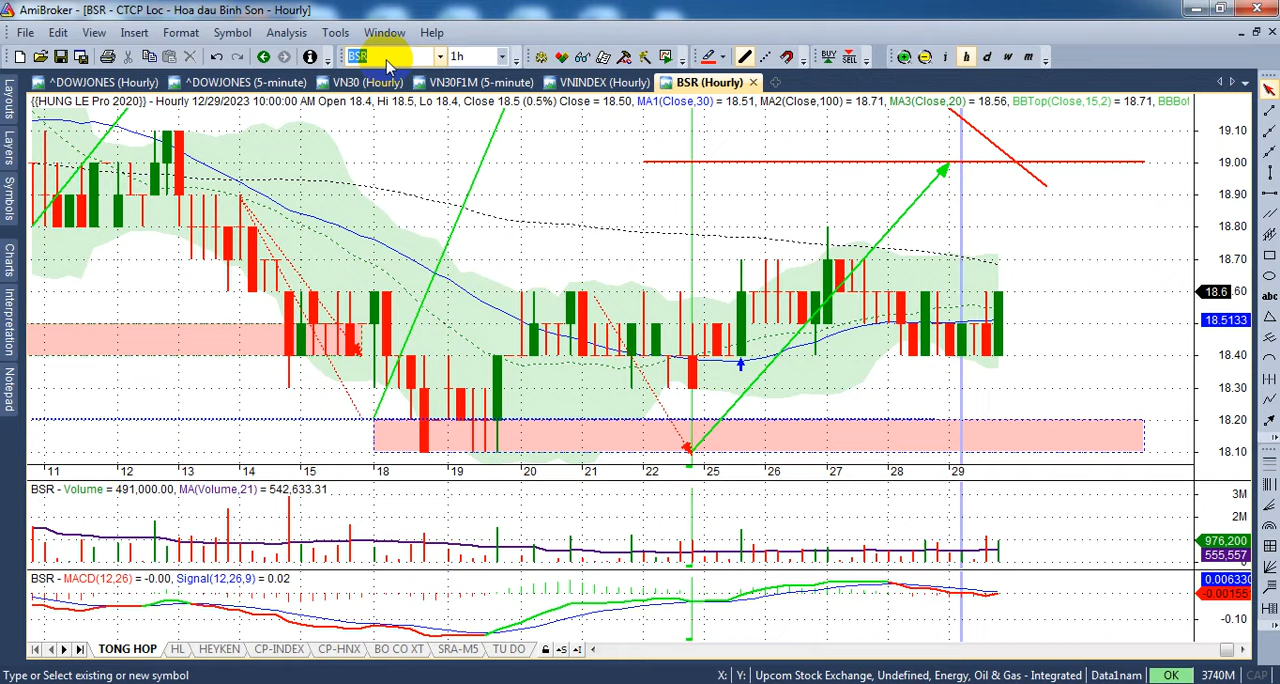 AmiBroker - [BSR - CTCP Loc - Hoa dau Binh Son - Hourly]
File Edit View Insert Format Symbol Analysis Tools Window Help
BSR 1h i h d w m BUY SELL
^DOWJONES (Hourly) ^DOWJONES (5-minute) VN30 (Hourly) VN30F1M (5-minute) VNINDEX (Hourly) BSR (Hourly)
{{HUNG LE Pro 2020}} - Hourly 12/29/2023 10:00:00 AM Open 18.4, Hi 18.5, Lo 18.4, Close 18.5 (0.5%) Close = 18.50, MA1(Close,30) = 18.51, MA2(Close,100) = 18.71, MA3(Close,20) = 18.56, BBTop(Close,15,2) = 18.71, BBBot
Layouts
Layers
Symbols
Charts
Interpretation
Notepad
19.10
19.00
18.90
18.80
18.70
18.60
18.5133
18.40
18.30
18.20
18.10
abc
11 12 13 14 15 18 19 20 21 22 25 26 27 28 29
BSR - Volume = 491,000.00, MA(Volume,21) = 542,633.31
3M
2M
976,200
555,557
BSR - MACD(12,26) = -0.00, Signal(12,26,9) = 0.02
0.006330
-0.00155
-0.10
TONG HOP HL HEYKEN CP-INDEX CP-HNX BO CO XT SRA-M5 TU DO
Type or Select existing or new symbol X: Y: Upcom Stock Exchange, Undefined, Energy, Oil & Gas - Integrated Data1nam OK 3740M CAP